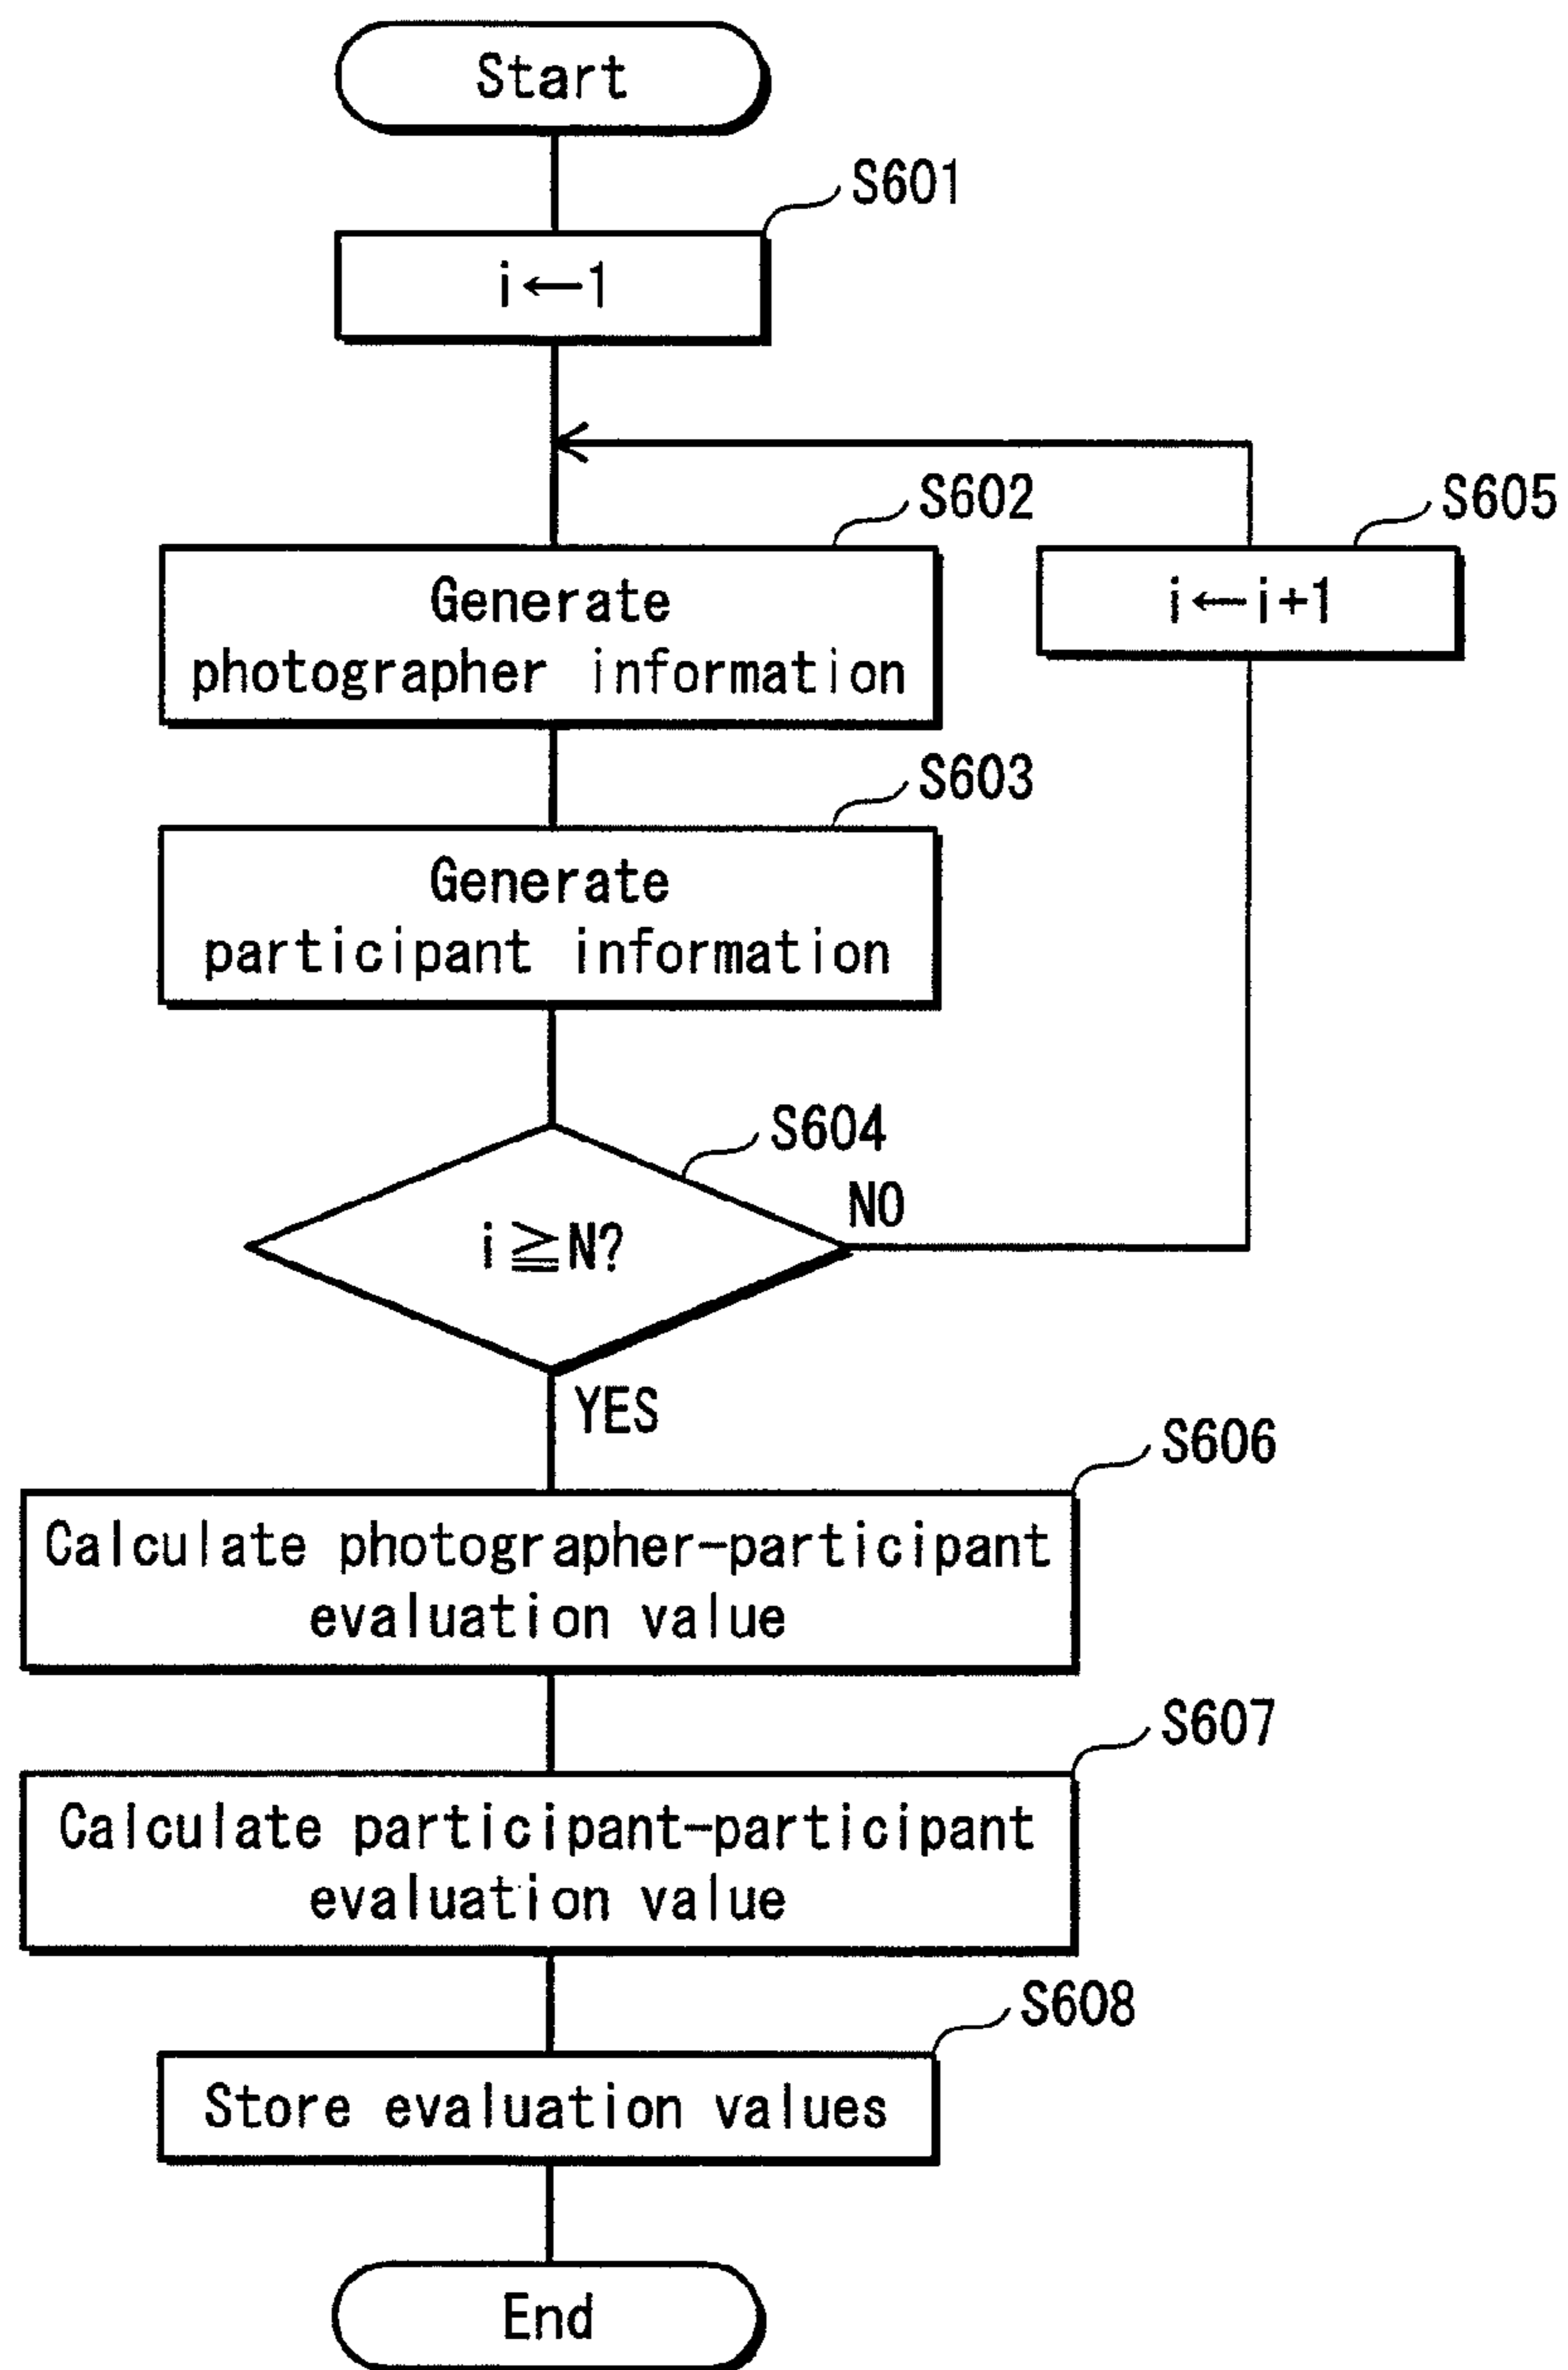 Start
S601
i←1
S602
S605
Generate
photographer information
i←i+1
S603
Generate
participant information
S604
NO
i≧N?
YES
S606
Calculate photographer-participant
evaluation value
S607
Calculate participant-participant
evaluation value
S608
Store evaluation values
End